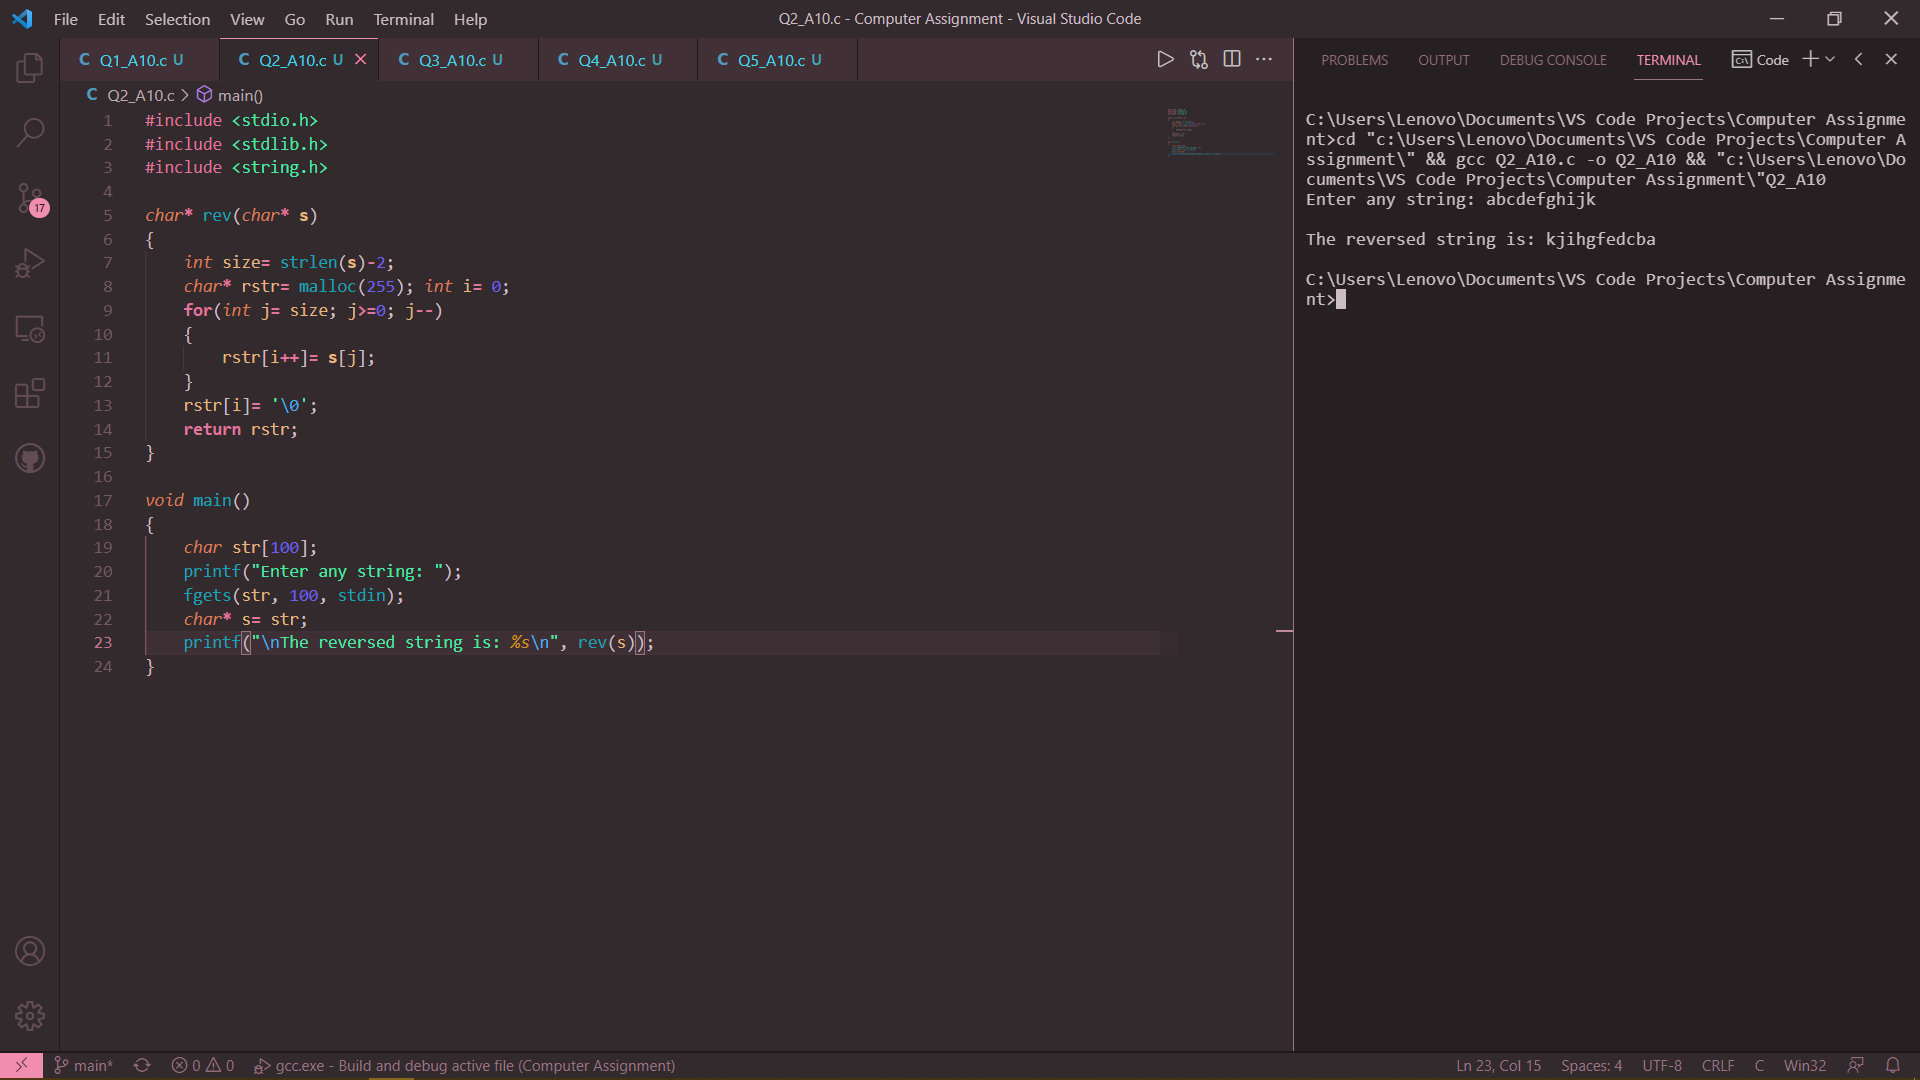 File Edit Selection View Go Run Terminal Help
Q2_A10.c - Computer Assignment - Visual Studio Code
C Q1_A10.c U
C Q2_A10.c U
C Q3_A10.c U
C Q4_A10.c U
C Q5_A10.c U
C Q2_A10.c > main()
1 #include <stdio.h>
2 #include <stdlib.h>
3 #include <string.h>
4
5 char* rev(char* s)
6 {
7     int size= strlen(s)-2;
8     char* rstr= malloc(255); int i= 0;
9     for(int j= size; j>=0; j--)
10     {
11         rstr[i++]= s[j];
12     }
13     rstr[i]= '\0';
14     return rstr;
15 }
16
17 void main()
18 {
19     char str[100];
20     printf("Enter any string: ");
21     fgets(str, 100, stdin);
22     char* s= str;
23     printf("\nThe reversed string is: %s\n", rev(s));
24 }
PROBLEMS OUTPUT DEBUG CONSOLE TERMINAL Code
C:\Users\Lenovo\Documents\VS Code Projects\Computer Assignme
nt>cd "c:\Users\Lenovo\Documents\VS Code Projects\Computer A
ssignment\" && gcc Q2_A10.c -o Q2_A10 && "c:\Users\Lenovo\Do
cuments\VS Code Projects\Computer Assignment\"Q2_A10
Enter any string: abcdefghijk
The reversed string is: kjihgfedcba
C:\Users\Lenovo\Documents\VS Code Projects\Computer Assignme
nt>
17
main* 0 0 gcc.exe - Build and debug active file (Computer Assignment)
Ln 23, Col 15 Spaces: 4 UTF-8 CRLF C Win32